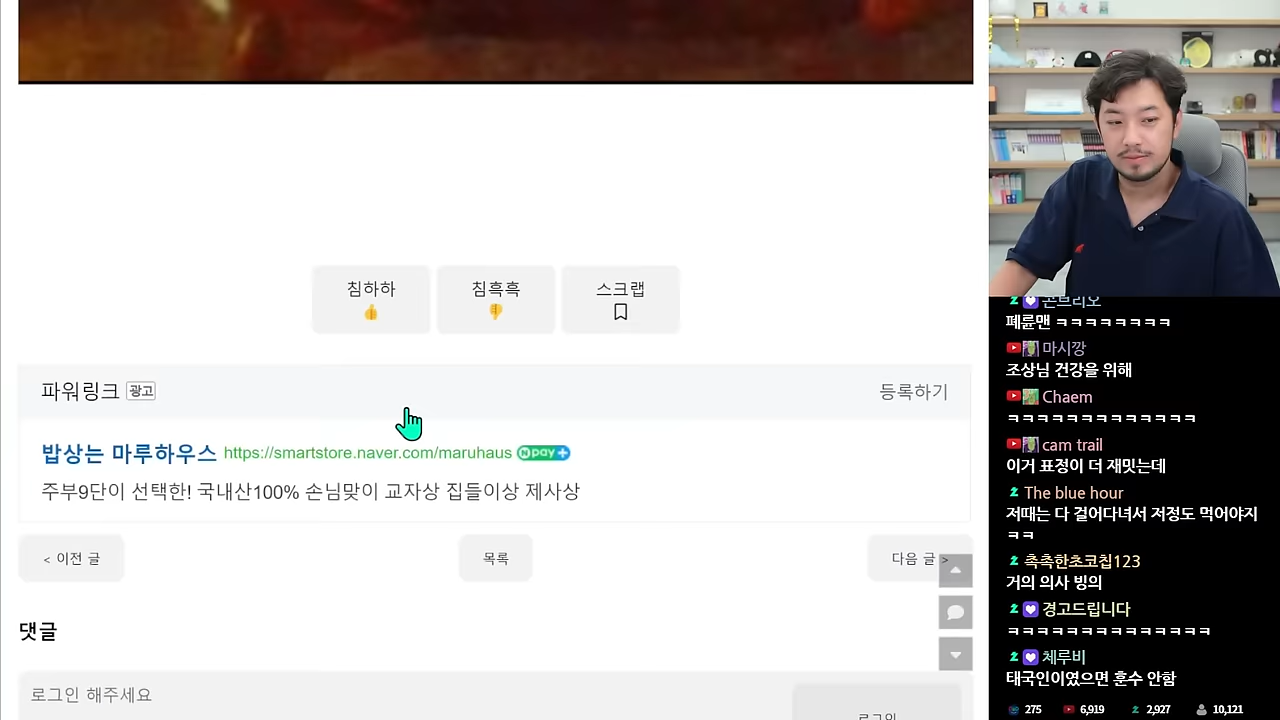 침하하
침흑흑
스크랩
파워링크 광고
등록하기
밥상는 마루하우스 https://smartstore.naver.com/maruhaus N pay +
주부9단이 선택한! 국내산100% 손님맞이 교자상 집들이상 제사상
< 이전 글
목록
다음 글 >
댓글
로그인 해주세요
로그인
폐륜맨 ㅋㅋㅋㅋㅋㅋㅋㅋ
마시깡
조상님 건강을 위해
Chaem
ㅋㅋㅋㅋㅋㅋㅋㅋㅋㅋㅋㅋㅋ
cam trail
이거 표정이 더 재밋는데
The blue hour
저때는 다 걸어다녀서 저정도 먹어야지
ㅋㅋ
촉촉한초코칩123
거의 의사 빙의
경고드립니다
ㅋㅋㅋㅋㅋㅋㅋㅋㅋㅋㅋㅋㅋㅋ
체루비
태국인이였으면 훈수 안함
275 6,919 2,927 10,121